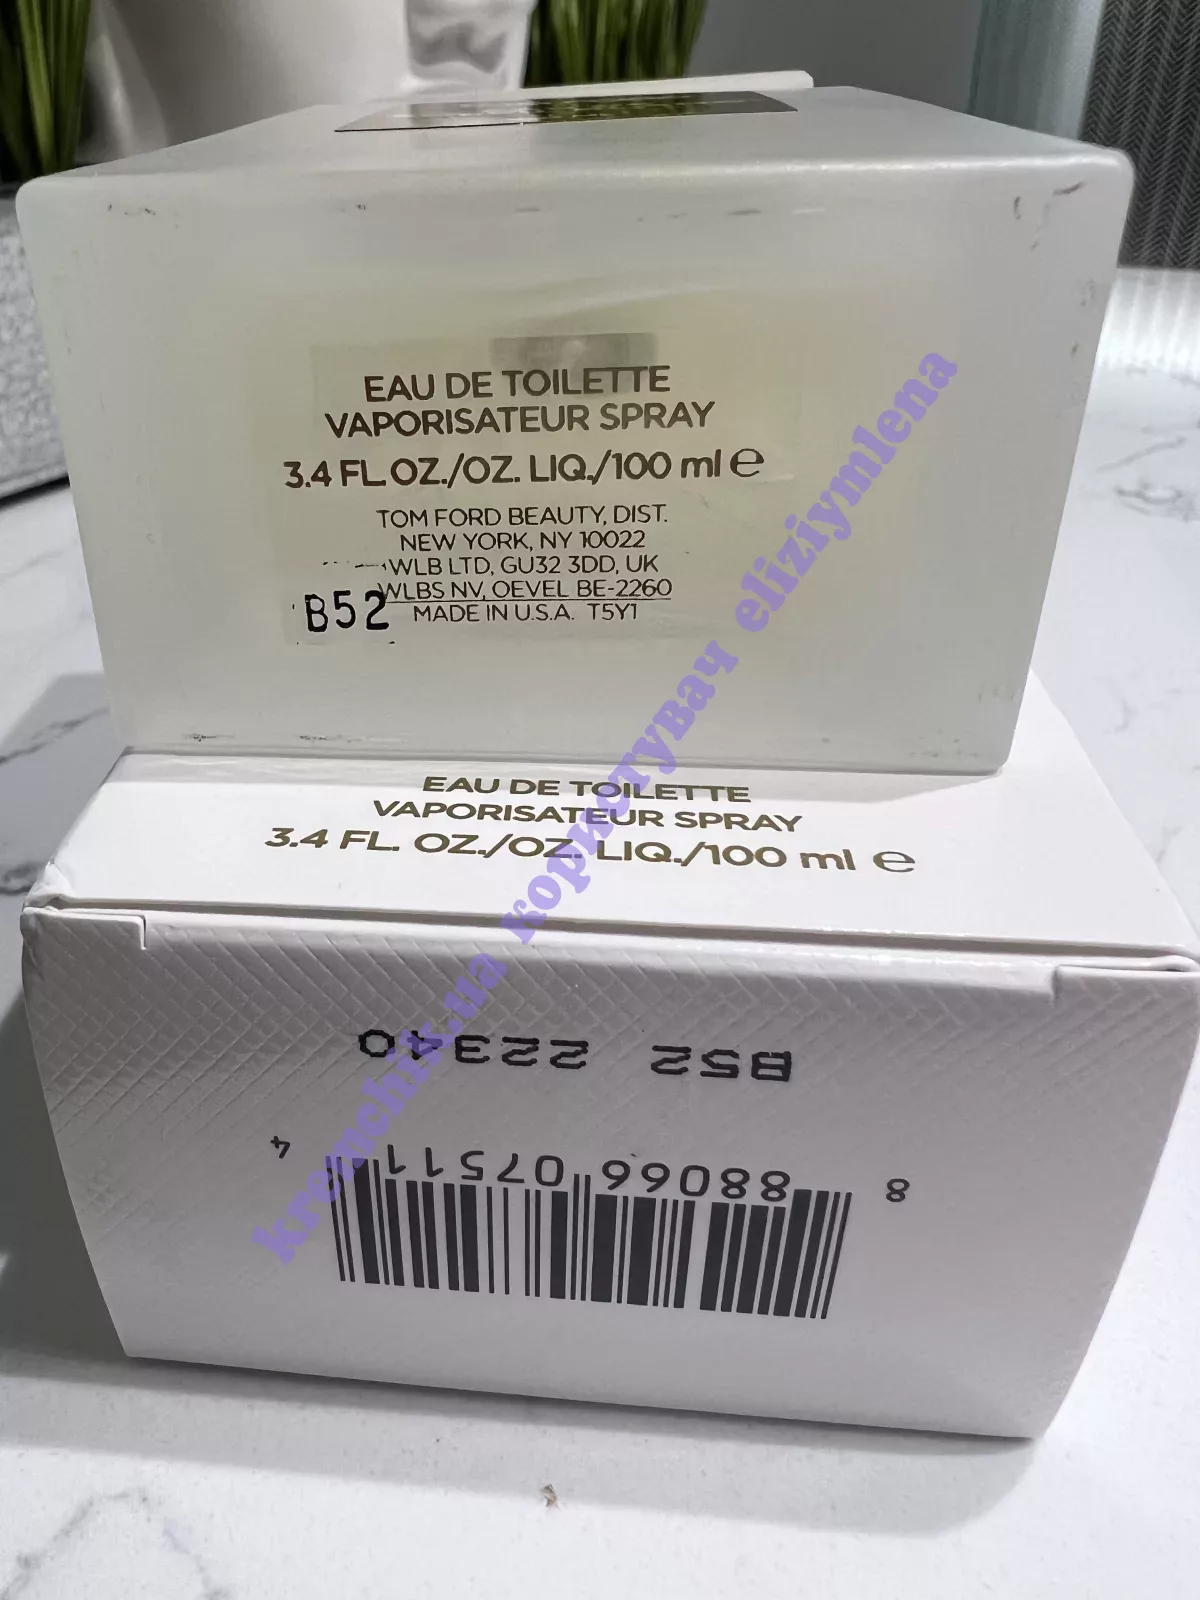 EAU DE TOILETTE
VAPORISATEUR SPRAY
3.4 FL.OZ./OZ. LIQ./100 ml ℮
TOM FORD BEAUTY, DIST.
NEW YORK, NY 10022
WLB LTD, GU32 3DD, UK
WLBS NV, OEVEL BE-2260
MADE IN U.S.A. T5Y1
B52
EAU DE TOILETTE
VAPORISATEUR SPRAY
3.4 FL. OZ./OZ. LIQ./100 ml ℮
B52 22340
8 88066 07511 4
kremchik.ua користувач eliziymlena